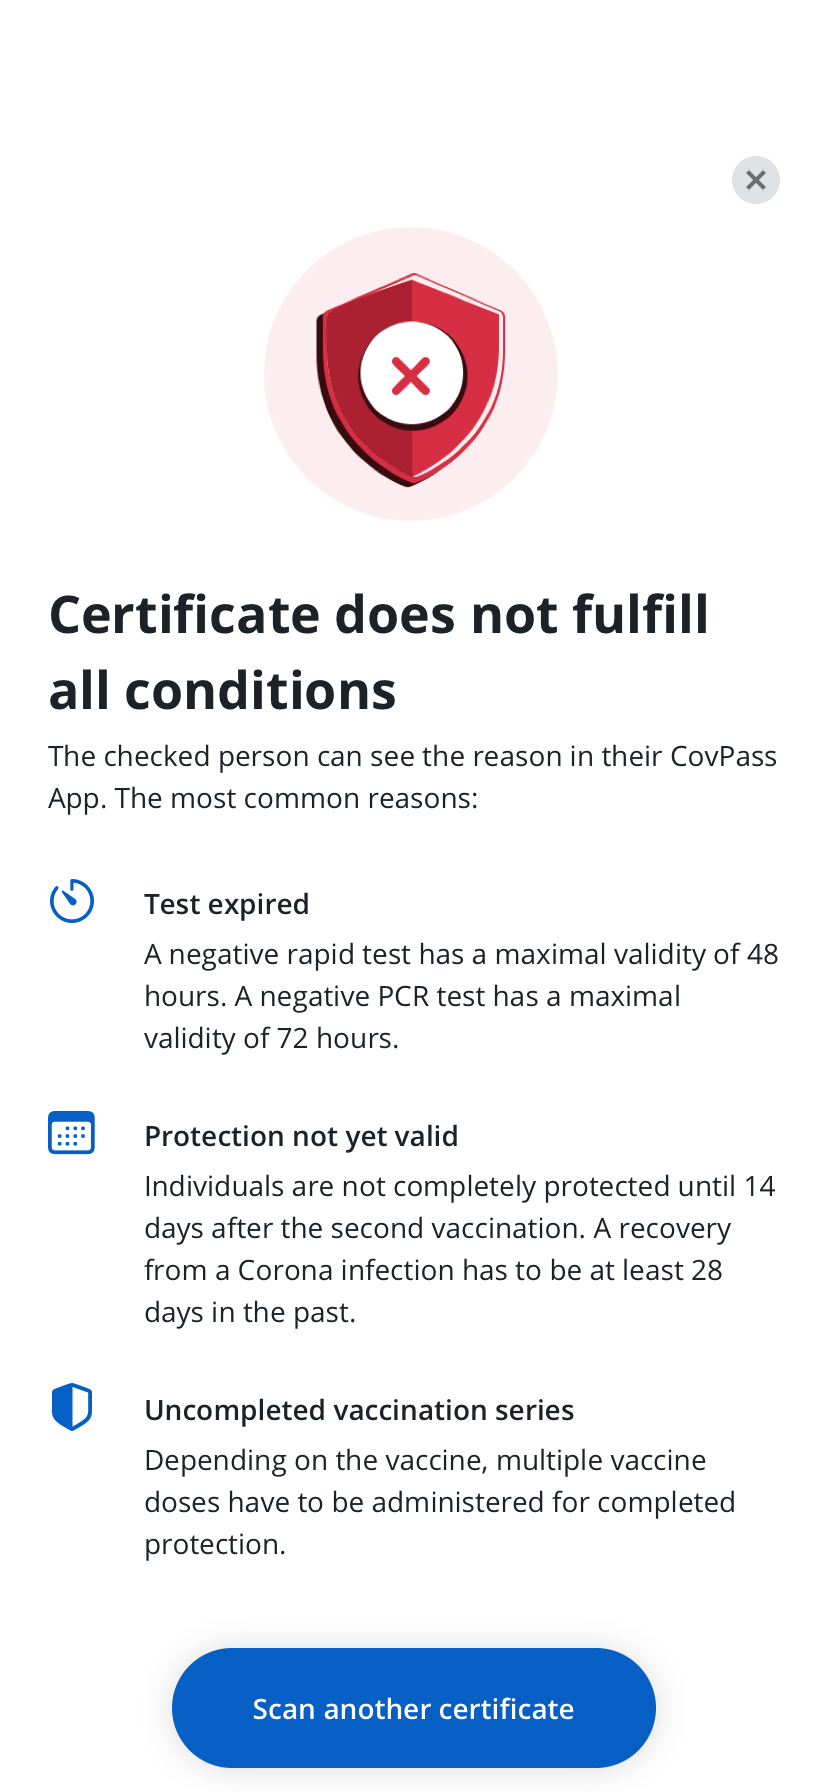 Certificate does not fulfill
all conditions
The checked person can see the reason in their CovPass
App. The most common reasons:
Test expired
A negative rapid test has a maximal validity of 48
hours. A negative PCR test has a maximal
validity of 72 hours.
Protection not yet valid
Individuals are not completely protected until 14
days after the second vaccination. A recovery
from a Corona infection has to be at least 28
days in the past.
Uncompleted vaccination series
Depending on the vaccine, multiple vaccine
doses have to be administered for completed
protection.
Scan another certificate